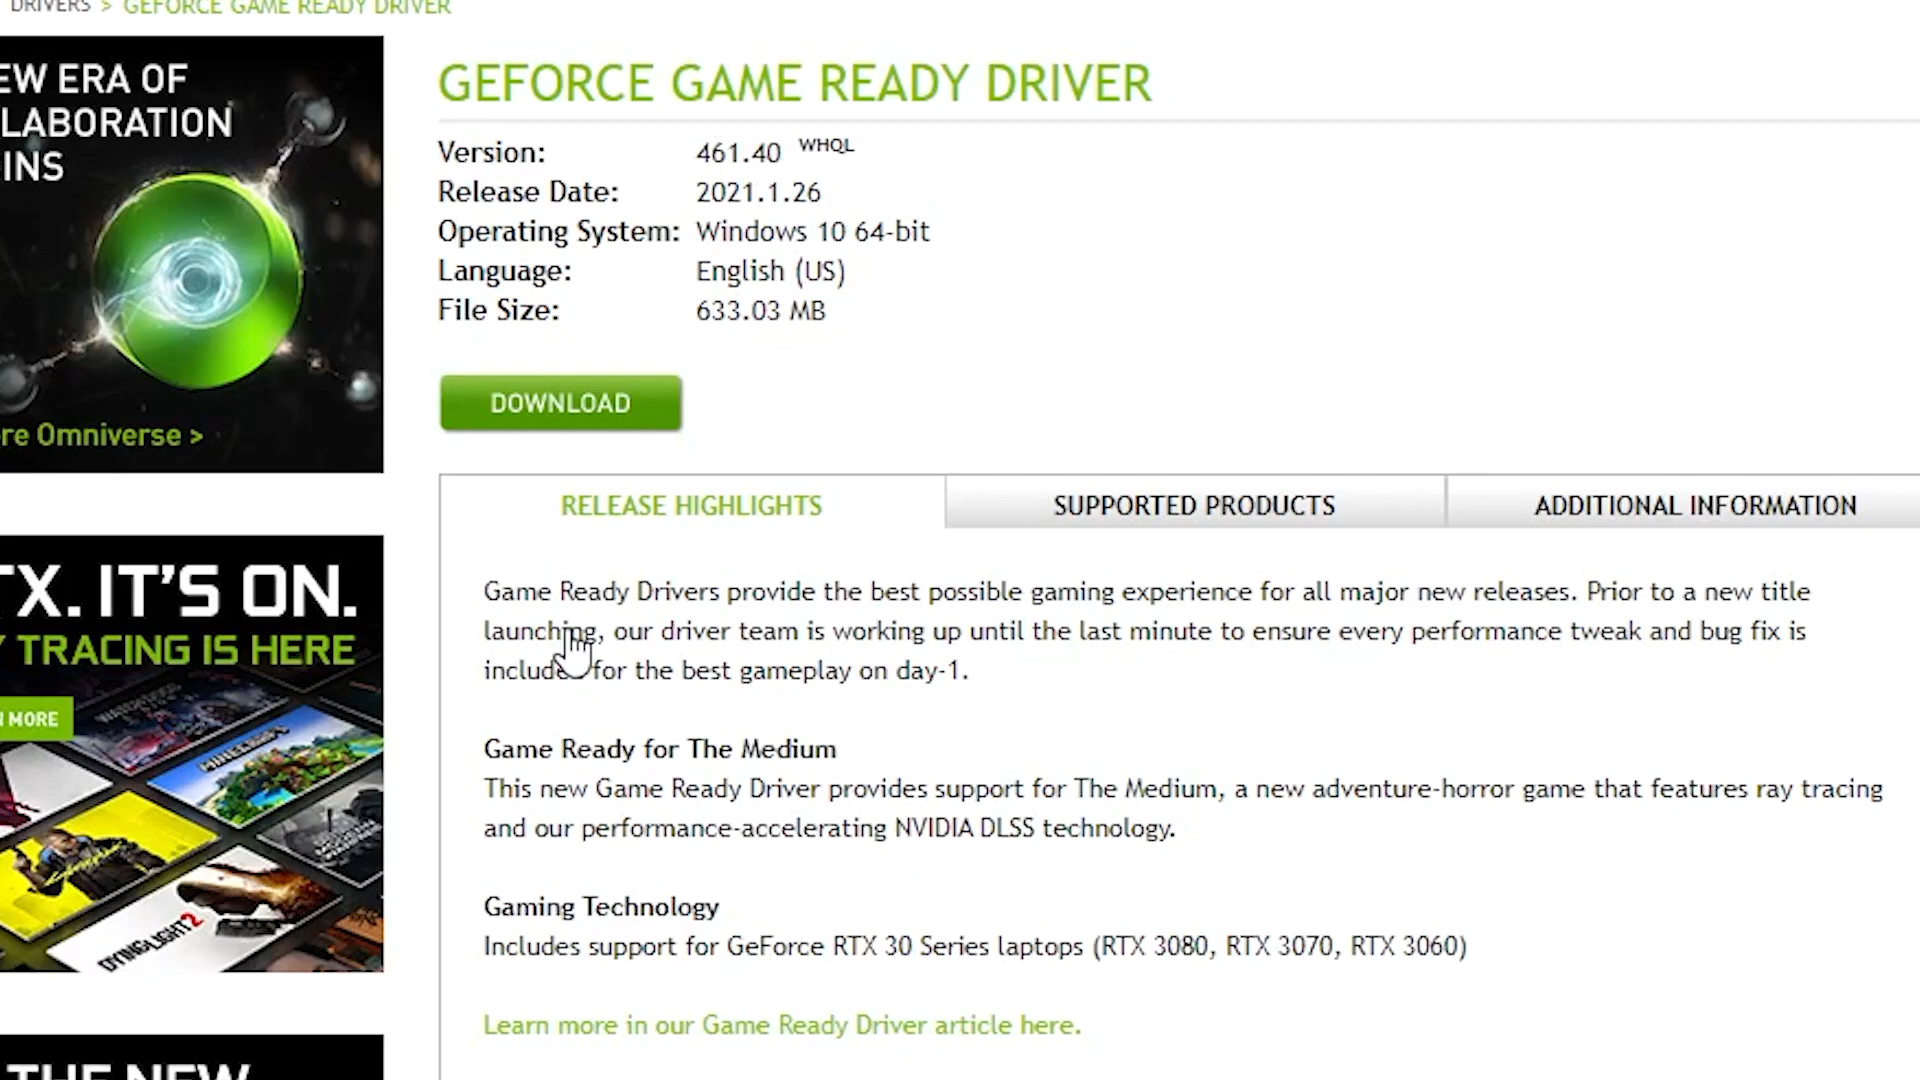 DRIVERS > GEFORCE GAME READY DRIVER
EW ERA OF
LABORATION
INS
re Omniverse >
GEFORCE GAME READY DRIVER
Version: 461.40 WHQL
Release Date: 2021.1.26
Operating System: Windows 10 64-bit
Language: English (US)
File Size: 633.03 MB
DOWNLOAD
TX. IT'S ON.
Y TRACING IS HERE
N MORE
MINECRAFT
DYING LIGHT 2
THE NEW
RELEASE HIGHLIGHTS SUPPORTED PRODUCTS ADDITIONAL INFORMATION
Game Ready Drivers provide the best possible gaming experience for all major new releases. Prior to a new title
launching, our driver team is working up until the last minute to ensure every performance tweak and bug fix is
include for the best gameplay on day-1.
Game Ready for The Medium
This new Game Ready Driver provides support for The Medium, a new adventure-horror game that features ray tracing
and our performance-accelerating NVIDIA DLSS technology.
Gaming Technology
Includes support for GeForce RTX 30 Series laptops (RTX 3080, RTX 3070, RTX 3060)
Learn more in our Game Ready Driver article here.